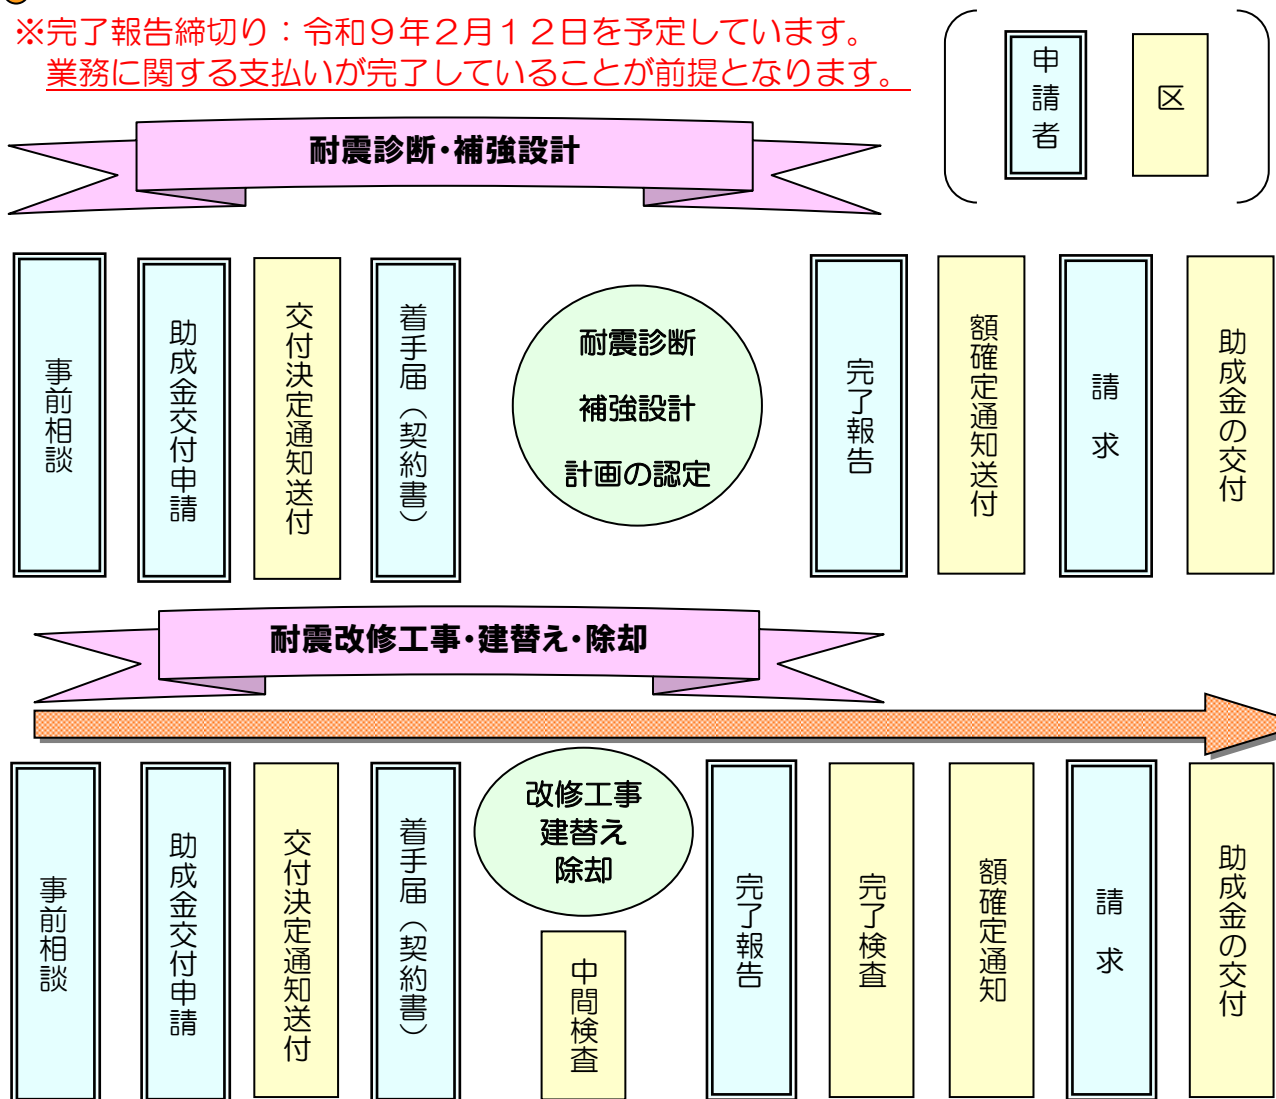 ※完了報告締切り：令和９年２月１２日を予定しています。
業務に関する支払いが完了していることが前提となります。
申請者
区
耐震診断・補強設計
事前相談
助成金交付申請
交付決定通知送付
着手届（契約書）
耐震診断
補強設計
計画の認定
完了報告
額確定通知送付
請求
助成金の交付
耐震改修工事・建替え・除却
事前相談
助成金交付申請
交付決定通知送付
着手届（契約書）
改修工事
建替え
除却
中間検査
完了報告
完了検査
額確定通知
請求
助成金の交付